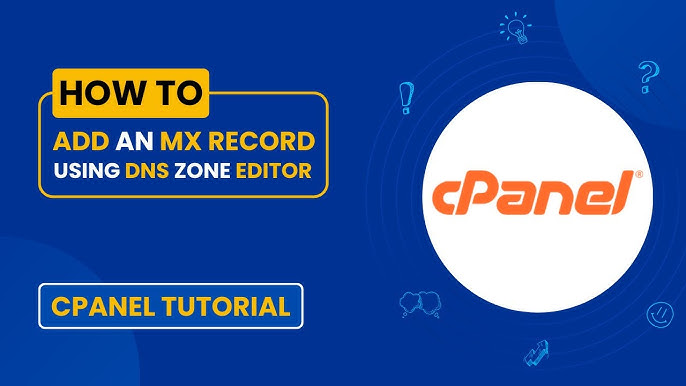 HOW TO
ADD AN MX RECORD
USING DNS ZONE EDITOR
cPanel®
CPANEL TUTORIAL